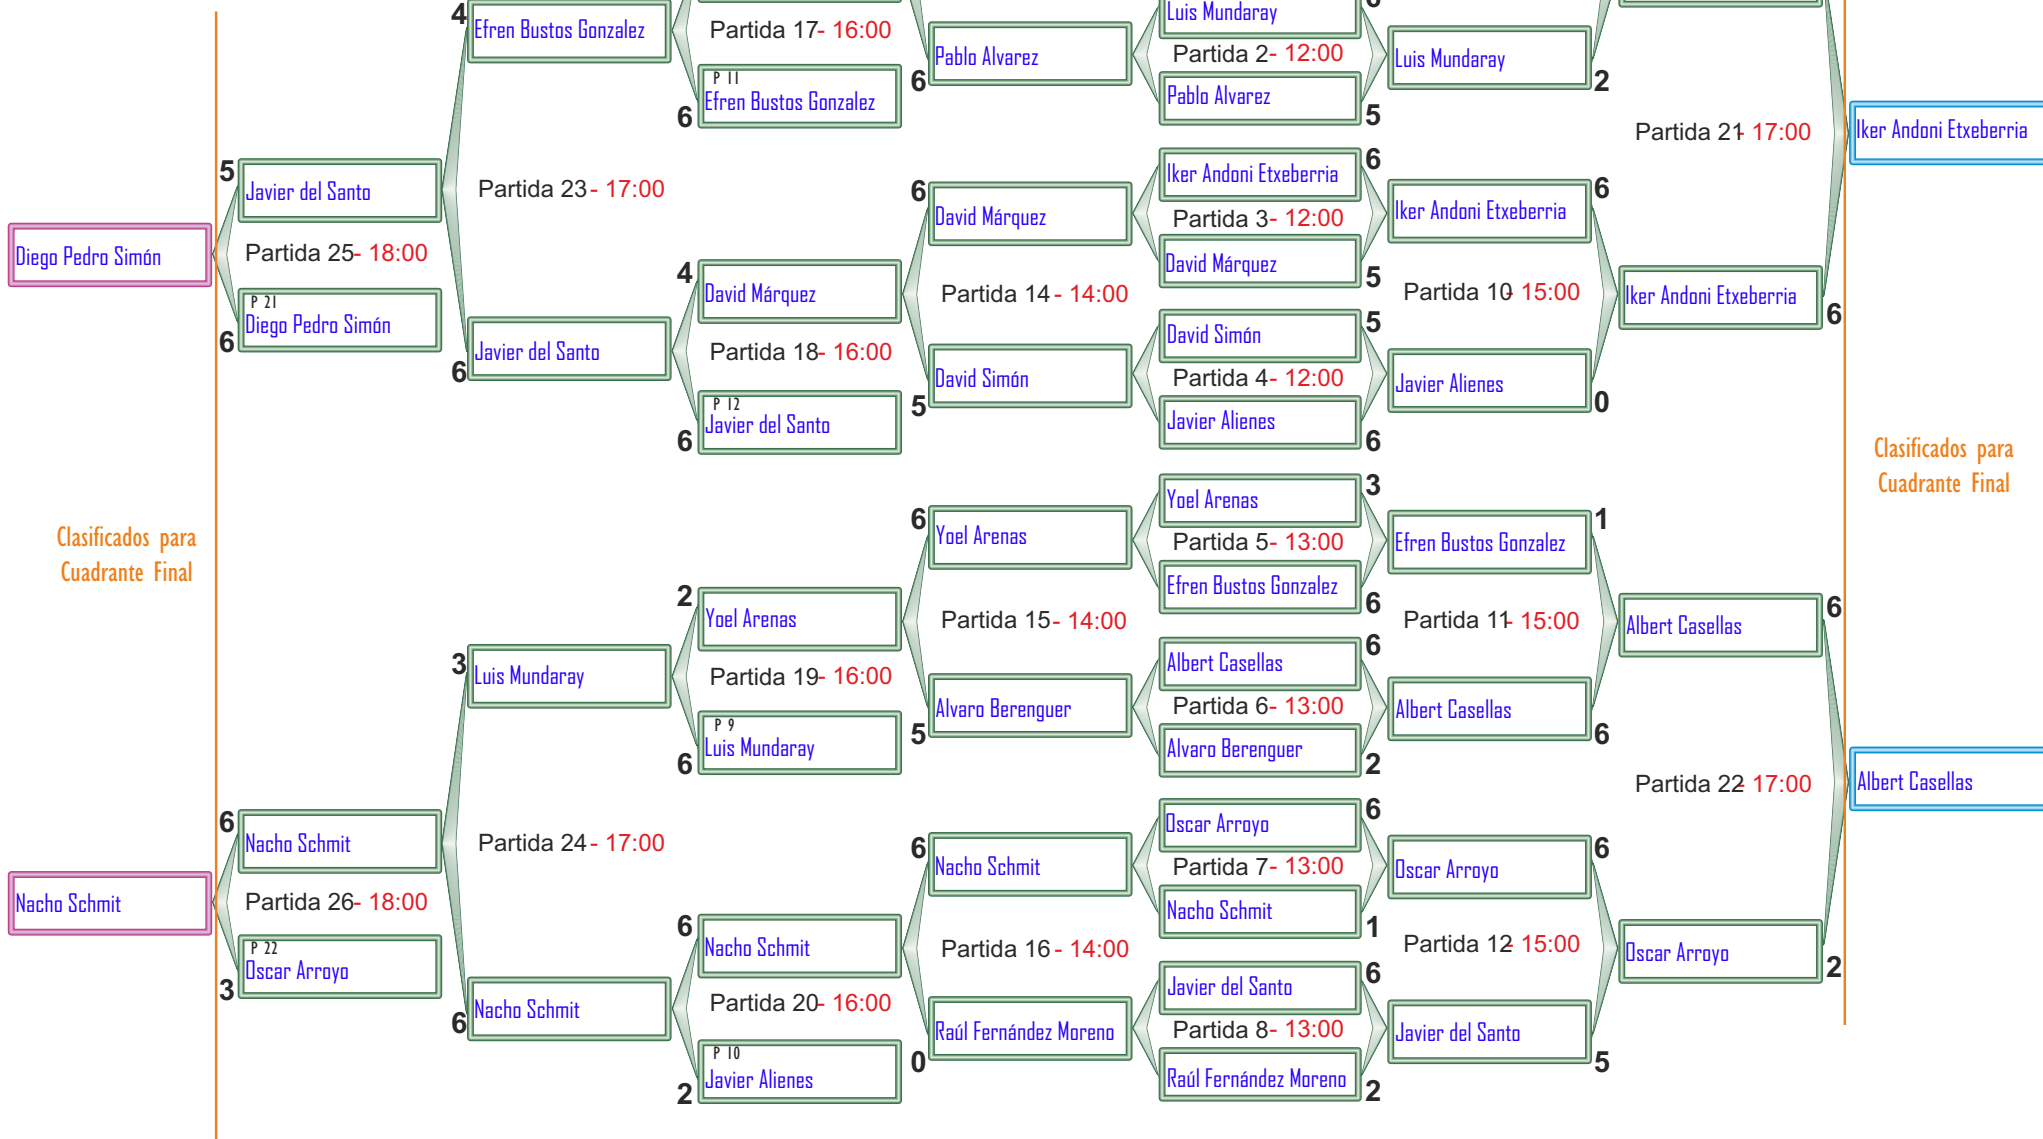 4
Efren Bustos Gonzalez
Partida 17- 16:00
P 11
Efren Bustos Gonzalez
6
Pablo Alvarez
6
Luis Mundaray
Partida 2- 12:00
Pablo Alvarez
5
Luis Mundaray
2
Partida 21- 17:00
Iker Andoni Etxeberria
5
Javier del Santo
Diego Pedro Simón
Partida 25- 18:00
P 21
Diego Pedro Simón
6
Partida 23- 17:00
Javier del Santo
6
4
David Márquez
Partida 18- 16:00
P 12
Javier del Santo
6
6
David Márquez
Partida 14- 14:00
David Simón
5
Iker Andoni Etxeberria
6
Partida 3- 12:00
David Márquez
5
David Simón
5
Partida 4- 12:00
Javier Alienes
6
Iker Andoni Etxeberria
6
Partida 10- 15:00
Javier Alienes
0
Iker Andoni Etxeberria
6
Clasificados para
Cuadrante Final
Clasificados para
Cuadrante Final
3
Luis Mundaray
Partida 24- 17:00
Nacho Schmit
6
2
Yoel Arenas
Partida 19- 16:00
P 9
Luis Mundaray
6
6
Yoel Arenas
Partida 15- 14:00
Alvaro Berenguer
5
Yoel Arenas
3
Partida 5- 13:00
Efren Bustos Gonzalez
6
Albert Casellas
6
Partida 6- 13:00
Alvaro Berenguer
2
Efren Bustos Gonzalez
1
Partida 11- 15:00
Albert Casellas
6
Albert Casellas
6
Partida 22- 17:00
Albert Casellas
6
Nacho Schmit
Nacho Schmit
Partida 26- 18:00
P 22
Oscar Arroyo
3
6
Nacho Schmit
Partida 20- 16:00
P 10
Javier Alienes
2
6
Nacho Schmit
Partida 16- 14:00
Raúl Fernández Moreno
0
Oscar Arroyo
6
Partida 7- 13:00
Nacho Schmit
1
Javier del Santo
6
Partida 8- 13:00
Raúl Fernández Moreno
2
Oscar Arroyo
6
Partida 12- 15:00
Javier del Santo
5
Oscar Arroyo
2